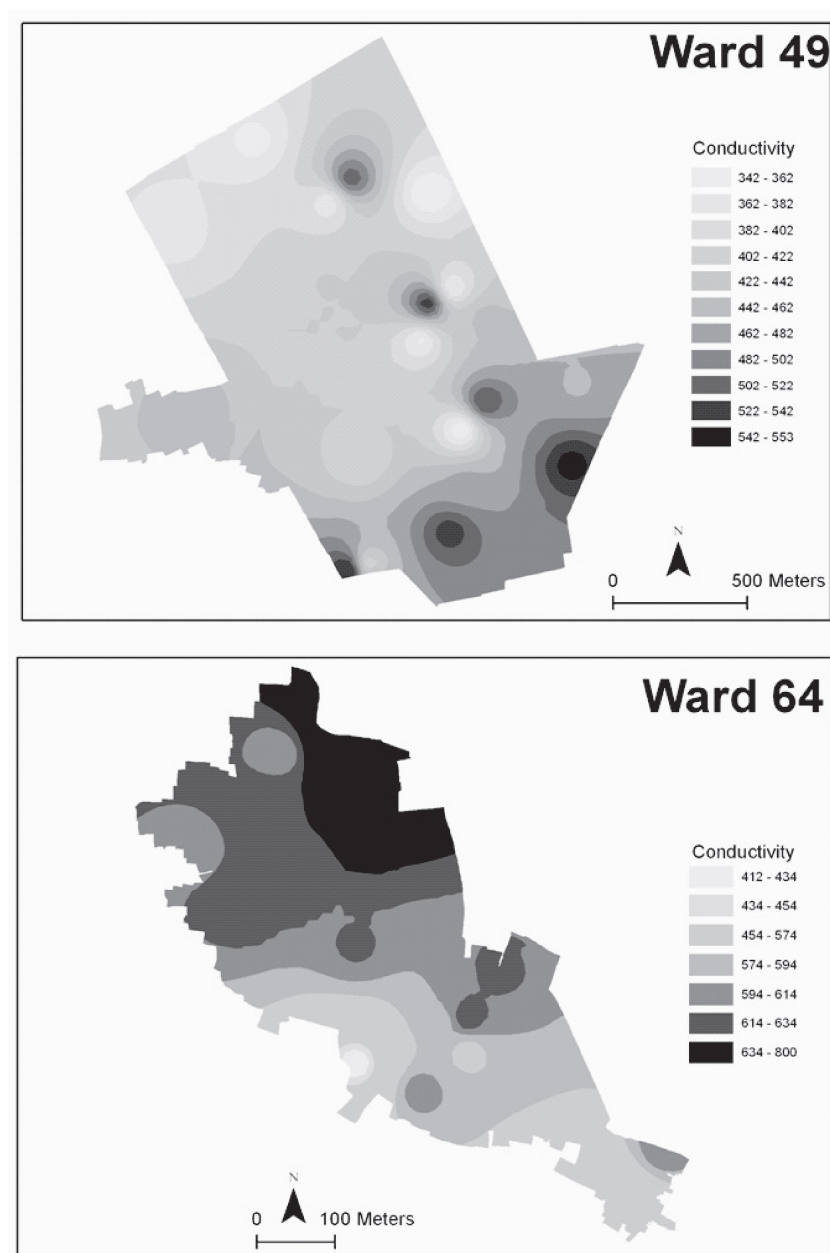 Ward 49
Conductivity
342 - 362
362 - 382
382 - 402
402 - 422
422 - 442
442 - 462
462 - 482
482 - 502
502 - 522
522 - 542
542 - 553
N
0 500 Meters
Ward 64
Conductivity
412 - 434
434 - 454
454 - 574
574 - 594
594 - 614
614 - 634
634 - 800
N
0 100 Meters